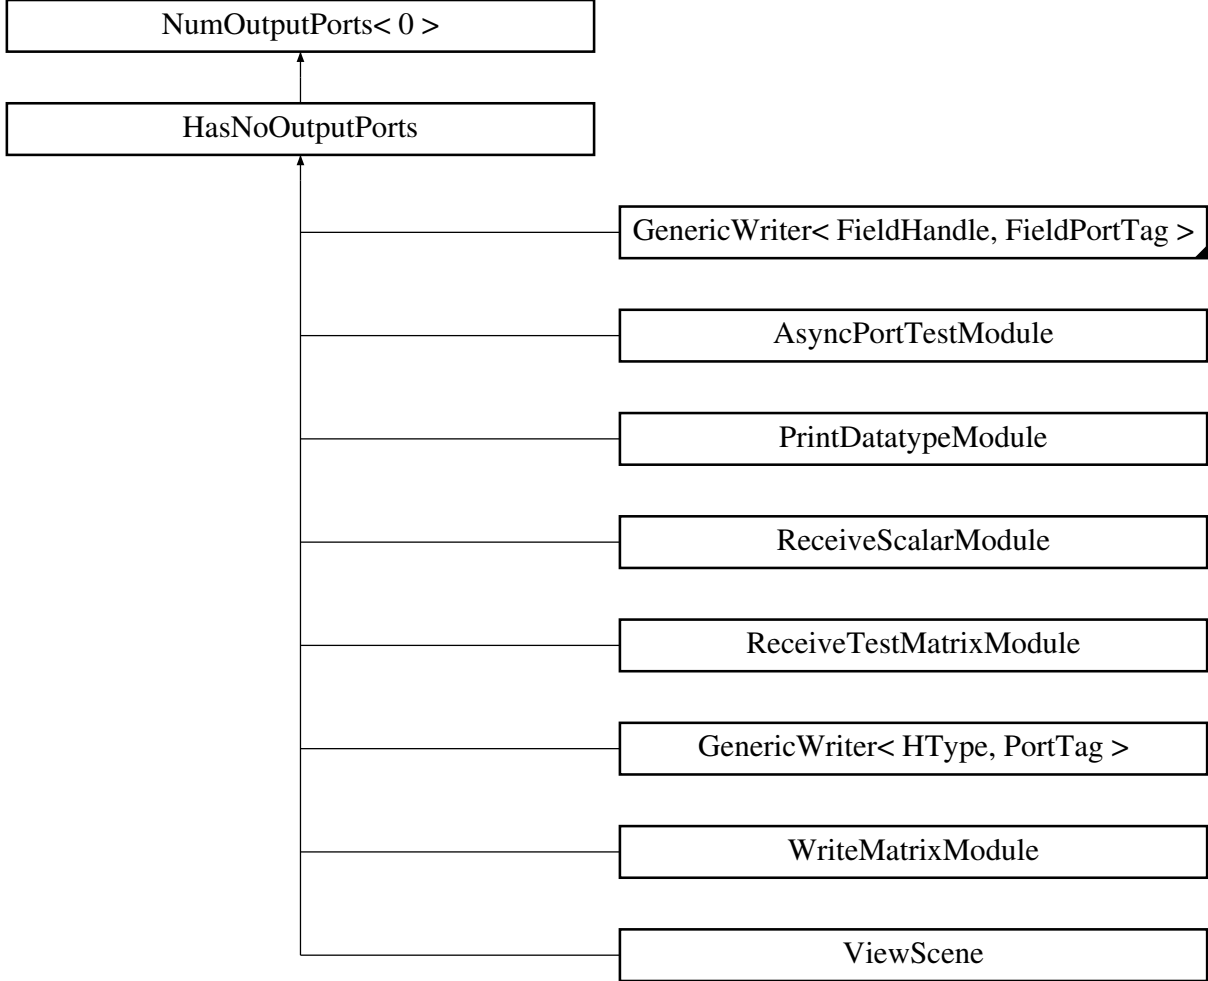 NumOutputPorts< 0 >
HasNoOutputPorts
GenericWriter< FieldHandle, FieldPortTag >
AsyncPortTestModule
PrintDatatypeModule
ReceiveScalarModule
ReceiveTestMatrixModule
GenericWriter< HType, PortTag >
WriteMatrixModule
ViewScene